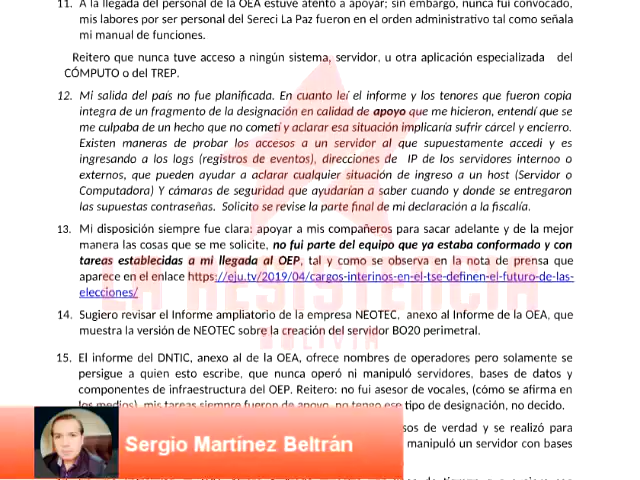 11. A la llegada del personal de la OEA estuve atento a apoyar; sin embargo, nunca fui convocado,
mis labores por ser personal del Sereci La Paz fueron en el orden administrativo tal como señala
mi manual de funciones.
Reitero que nunca tuve acceso a ningún sistema, servidor, u otra aplicación especializada del
CÓMPUTO o del TREP.
12. Mi salida del país no fue planificada. En cuanto leí el informe y los tenores que fueron copia
íntegra de un fragmento de la designación en calidad de apoyo que me hicieron, entendí que se
me culpaba de un hecho que no cometí y aclarar esa situación implicaría sufrir cárcel y encierro.
Existen maneras de probar los accesos a un servidor al que supuestamente accedí y es
ingresando a los logs (registros de eventos), direcciones de IP de los servidores internoo o
externos, que pueden ayudar a aclarar cualquier situación de ingreso a un host (Servidor o
Computadora) Y cámaras de seguridad que ayudarían a saber cuando y donde se entregaron
las supuestas contraseñas. Solicito se revise la parte final de mi declaración a la fiscalía.
13. Mi disposición siempre fue clara: apoyar a mis compañeros para sacar adelante y de la mejor
manera las cosas que se me solicite, no fui parte del equipo que ya estaba conformado y con
tareas establecidas a mi llegada al OEP, tal y como se observa en la nota de prensa que
aparece en el enlace https://eju.tv/2019/04/cargos-interinos-en-el-tse-definen-el-futuro-de-las-
elecciones/
LA RESISTENCIA
BOLIVIA
14. Sugiero revisar el Informe ampliatorio de la empresa NEOTEC, anexo al Informe de la OEA, que
muestra la versión de NEOTEC sobre la creación del servidor BO20 perimetral.
15. El informe del DNTIC, anexo al de la OEA, ofrece nombres de operadores pero solamente se
persigue a quien esto escribe, que nunca operó ni manipuló servidores, bases de datos y
componentes de infraestructura del OEP. Reitero: no fui asesor de vocales, (cómo se afirma en
los medios), mis tareas siempre fueron de apoyo, no tengo ese tipo de designación, no decido.
sos de verdad y se realizó para
manipuló un servidor con bases
Sergio Martínez Beltrán